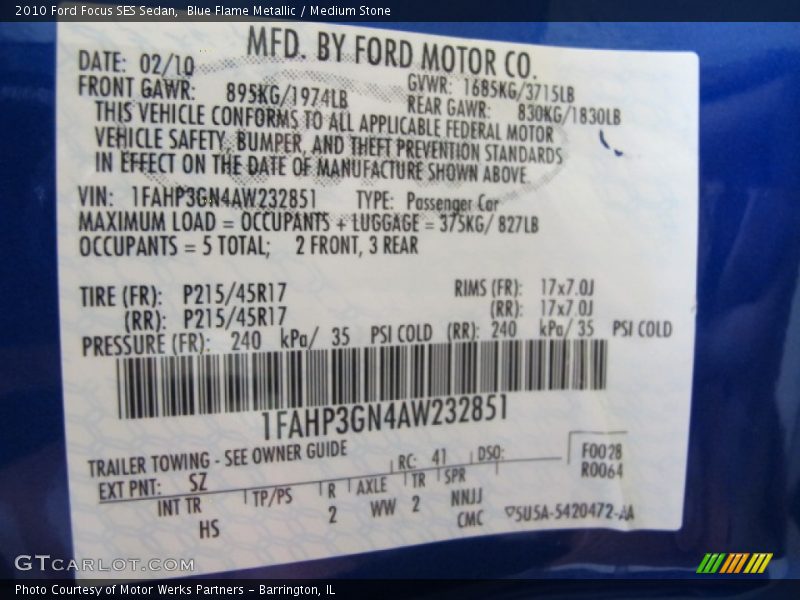 2010 Ford Focus SES Sedan,  Blue Flame Metallic / Medium Stone
MFD. BY FORD MOTOR CO.
DATE: 02/10
GVWR: 1685KG/3715LB
FRONT GAWR: 895KG/1974LB
REAR GAWR: 830KG/1830LB
THIS VEHICLE CONFORMS TO ALL APPLICABLE FEDERAL MOTOR
VEHICLE SAFETY, BUMPER, AND THEFT PREVENTION STANDARDS
IN EFFECT ON THE DATE OF MANUFACTURE SHOWN ABOVE.
VIN: 1FAHP3GN4AW232851 TYPE: Passenger Car
MAXIMUM LOAD = OCCUPANTS + LUGGAGE = 375KG/ 827LB
OCCUPANTS = 5 TOTAL; 2 FRONT, 3 REAR
TIRE (FR): P215/45R17 RIMS (FR): 17x7.0J
(RR): P215/45R17 (RR): 17x7.0J
PRESSURE (FR): 240 kPa/ 35 PSI COLD (RR): 240 kPa/ 35 PSI COLD
1FAHP3GN4AW232851
TRAILER TOWING - SEE OWNER GUIDE
RC: 41 DSO:
F0028
R0064
EXT PNT: SZ
INT TR TP/PS R AXLE TR SPR
HS 2 WW 2 NNJJ
CMC
▽5U5A-5420472-AA
GTCARLOT.COM
Photo Courtesy of Motor Werks Partners - Barrington, IL